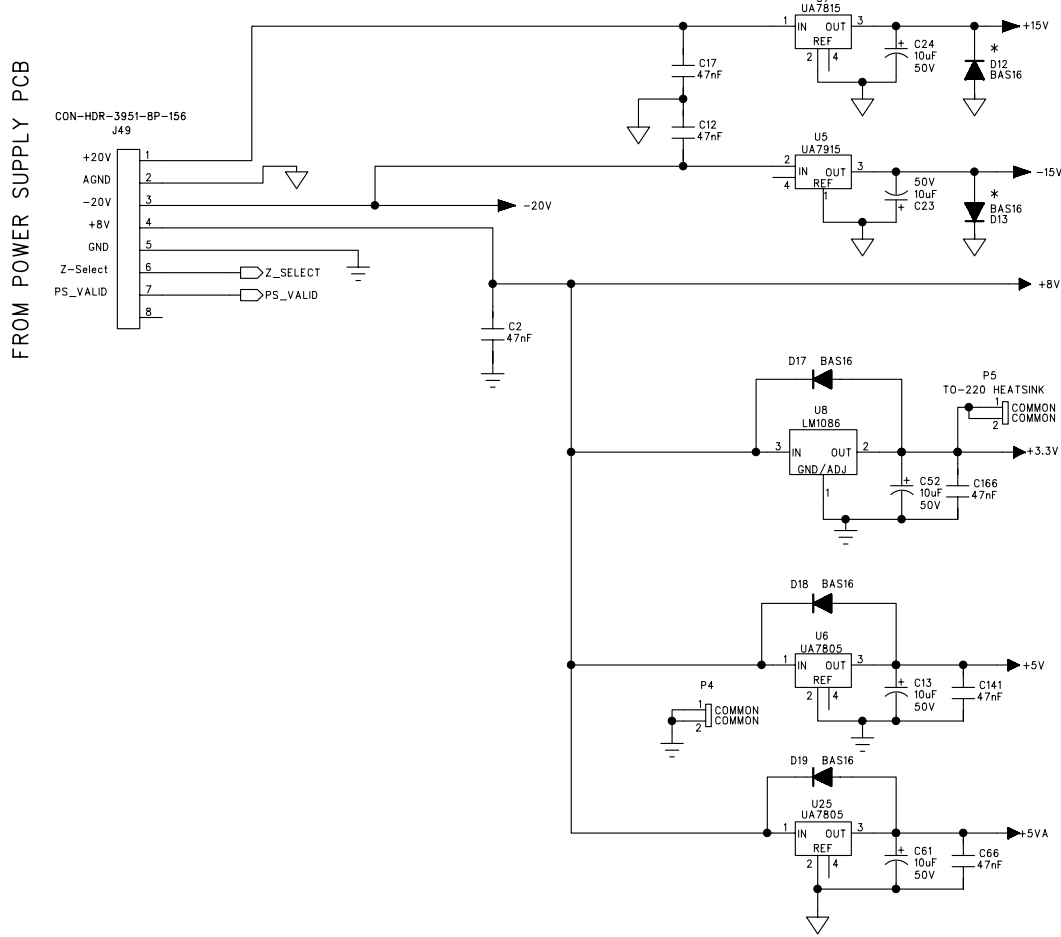 FROM POWER SUPPLY PCB
CON-HDR-3951-8P-156
J49
+20V 1
AGND 2
-20V 3
+8V 4
GND 5
Z-Select 6
PS_VALID 7
8
Z_SELECT
PS_VALID
-20V
C2
47nF
C17
47nF
C12
47nF
UA7815
1 IN OUT 3
REF
2 4
+ C24
10uF
50V
*
D12
BAS16
+15V
U5
UA7915
2 IN OUT 3
4 REF
1
50V
10uF
+ C23
*
BAS16
D13
-15V
+8V
D17 BAS16
U8
LM1086
3 IN OUT 2
GND/ADJ
1
+ C52
10uF
50V
C166
47nF
P5
TO-220 HEATSINK
1 COMMON
2 COMMON
+3.3V
D18 BAS16
U6
UA7805
1 IN OUT 3
REF
2 4
+ C13
10uF
50V
C141
47nF
+5V
P4
1 COMMON
2 COMMON
D19 BAS16
U25
UA7805
1 IN OUT 3
REF
2 4
+ C61
10uF
50V
C66
47nF
+5VA